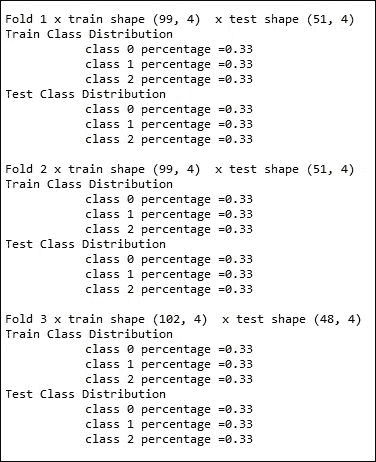 Fold 1 x train shape (99, 4)  x test shape (51, 4)
Train Class Distribution
class 0 percentage =0.33
class 1 percentage =0.33
class 2 percentage =0.33
Test Class Distribution
class 0 percentage =0.33
class 1 percentage =0.33
class 2 percentage =0.33
Fold 2 x train shape (99, 4)  x test shape (51, 4)
Train Class Distribution
class 0 percentage =0.33
class 1 percentage =0.33
class 2 percentage =0.33
Test Class Distribution
class 0 percentage =0.33
class 1 percentage =0.33
class 2 percentage =0.33
Fold 3 x train shape (102, 4)  x test shape (48, 4)
Train Class Distribution
class 0 percentage =0.33
class 1 percentage =0.33
class 2 percentage =0.33
Test Class Distribution
class 0 percentage =0.33
class 1 percentage =0.33
class 2 percentage =0.33